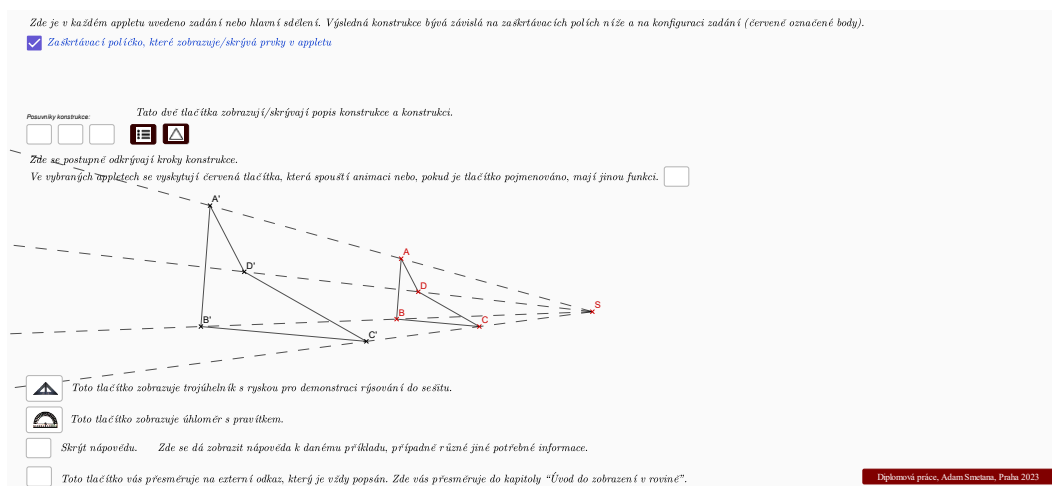 Zde je v každém appletu uvedeno zadání nebo hlavní sdělení. Výsledná konstrukce bývá závislá na zaškrtávacích polích níže a na konfiguraci zadání (červeně označené body).
Zaškrtávací políčko, které zobrazuje/skrývá prvky v appletu
Tato dvě tlačítka zobrazují/skrývají popis konstrukce a konstrukci.
Posuvníky konstrukce:
Zde se postupně odkrývají kroky konstrukce.
Ve vybraných appletech se vyskytují červená tlačítka, která spouští animaci nebo, pokud je tlačítko pojmenováno, mají jinou funkci.
A'
A
D'
D
S
B'
B
C
C'
Toto tlačítko zobrazuje trojúhelník s ryskou pro demonstraci rýsování do sešitu.
Toto tlačítko zobrazuje úhloměr s pravítkem.
Skrýt nápovědu. Zde se dá zobrazit nápověda k danému příkladu, případně různé jiné potřebné informace.
Toto tlačítko vás přesměruje na externí odkaz, který je vždy popsán. Zde vás přesměruje do kapitoly “Úvod do zobrazení v rovině”.
Diplomová práce, Adam Smetana, Praha 2023